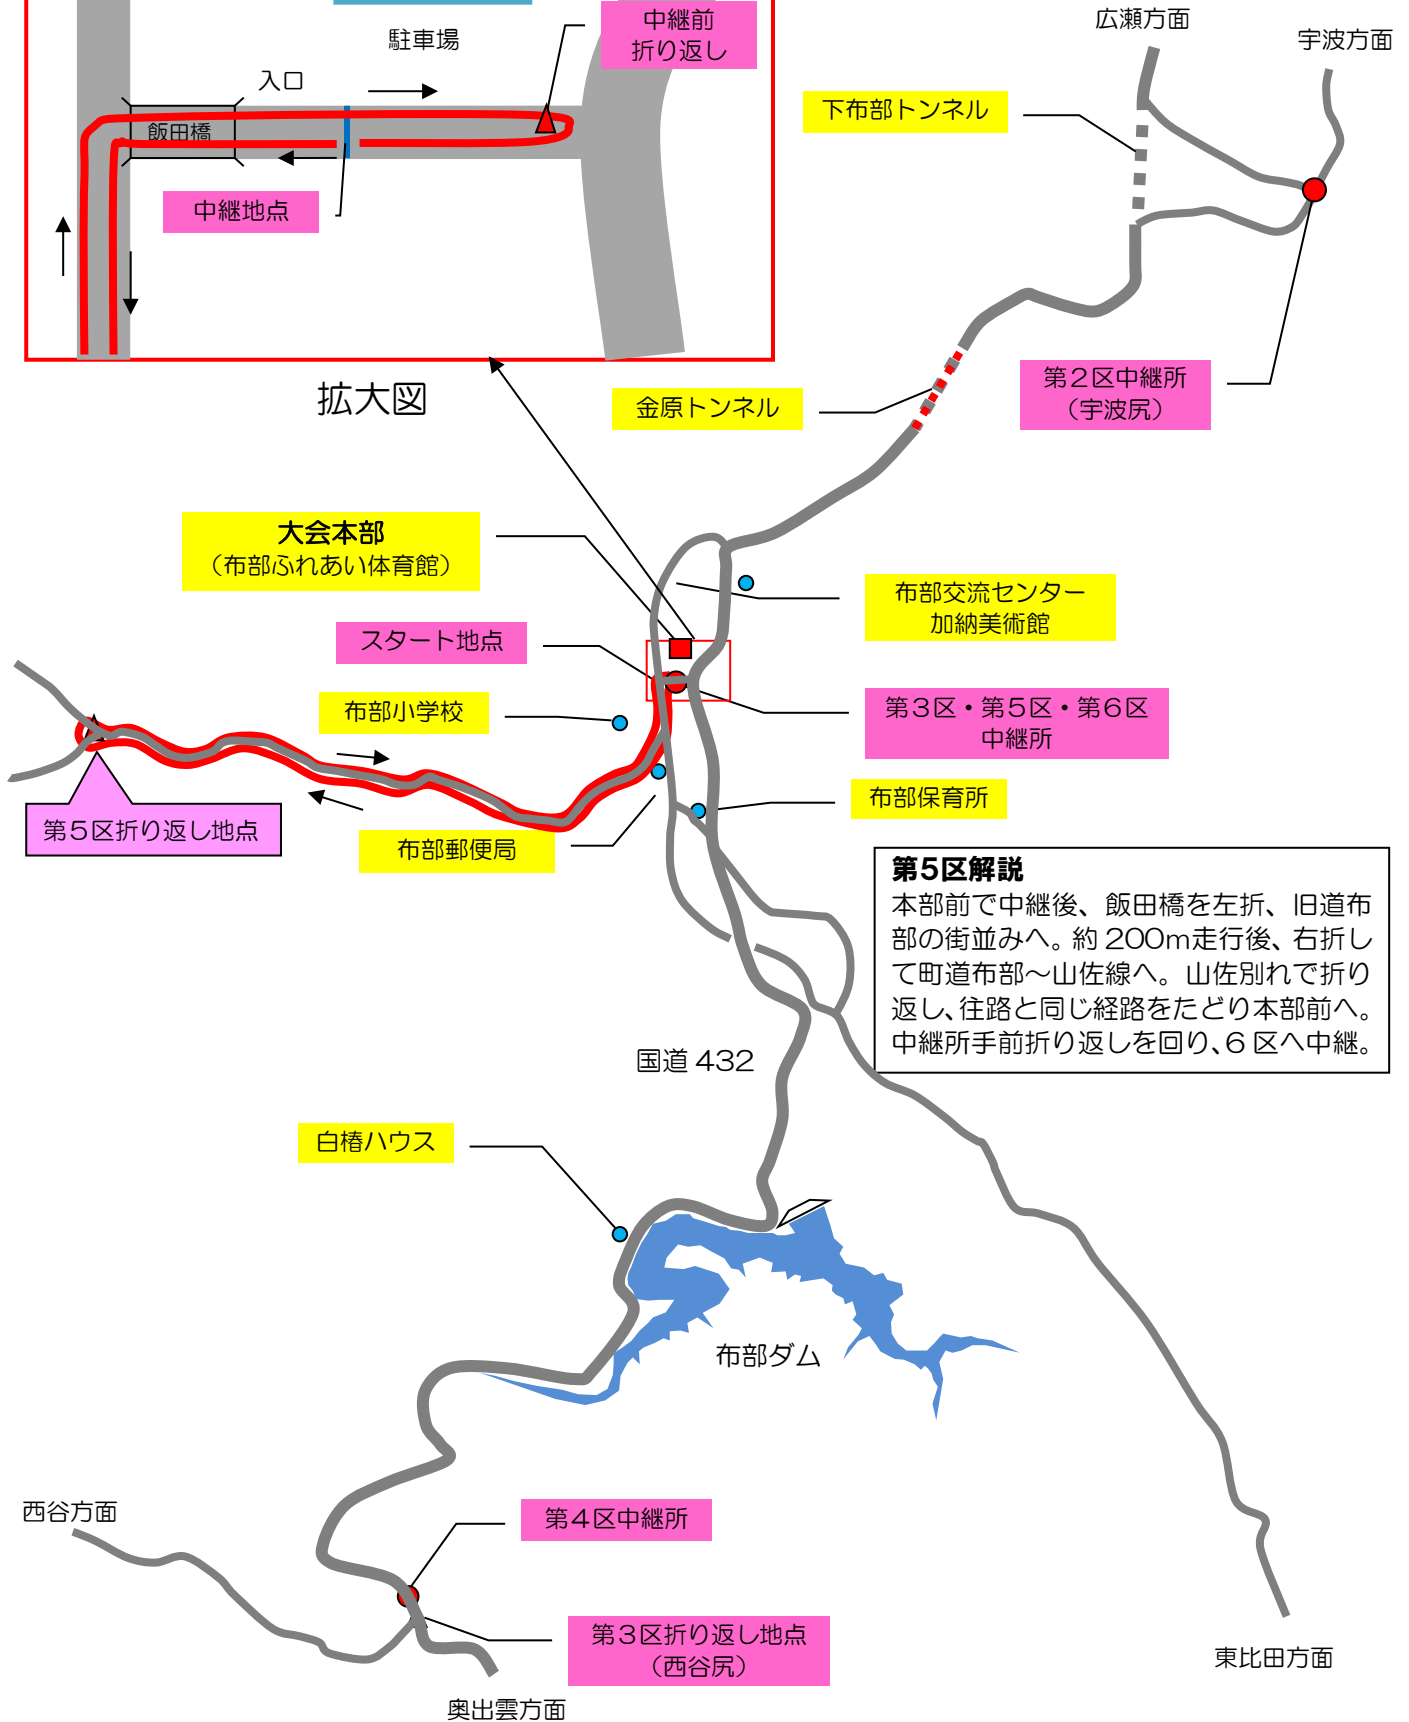 中継前
折り返し
駐車場
入口
飯田橋
中継地点
拡大図
広瀬方面
宇波方面
下布部トンネル
第2区中継所
(宇波尻)
金原トンネル
大会本部
(布部ふれあい体育館)
布部交流センター
加納美術館
スタート地点
布部小学校
第3区・第5区・第6区
中継所
布部保育所
第5区折り返し地点
布部郵便局
第5区解説
本部前で中継後、飯田橋を左折、旧道布
部の街並みへ。約200m走行後、右折し
て町道布部～山佐線へ。山佐別れで折り
返し、往路と同じ経路をたどり本部前へ。
中継所手前折り返しを回り、6区へ中継。
国道432
白椿ハウス
布部ダム
西谷方面
第4区中継所
第3区折り返し地点
(西谷尻)
東比田方面
奥出雲方面